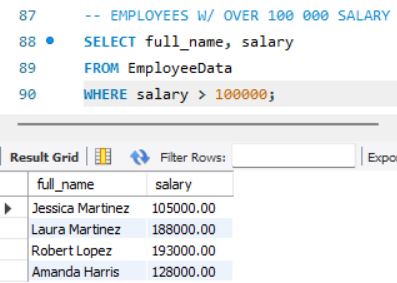 87 -- EMPLOYEES W/ OVER 100 000 SALARY
88 SELECT full_name, salary
89 FROM EmployeeData
90 WHERE salary > 100000;
Result Grid Filter Rows: Expo
full_name salary
Jessica Martinez 105000.00
Laura Martinez 188000.00
Robert Lopez 193000.00
Amanda Harris 128000.00